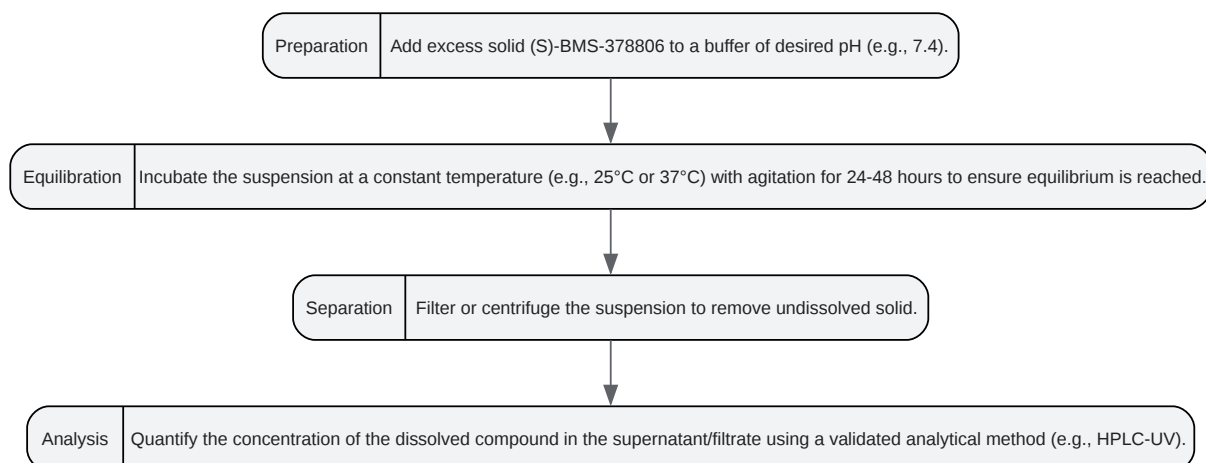 Preparation Add excess solid (S)-BMS-378806 to a buffer of desired pH (e.g., 7.4).
Equilibration Incubate the suspension at a constant temperature (e.g., 25°C or 37°C) with agitation for 24-48 hours to ensure equilibrium is reached.
Separation Filter or centrifuge the suspension to remove undissolved solid.
Analysis Quantify the concentration of the dissolved compound in the supernatant/filtrate using a validated analytical method (e.g., HPLC-UV).